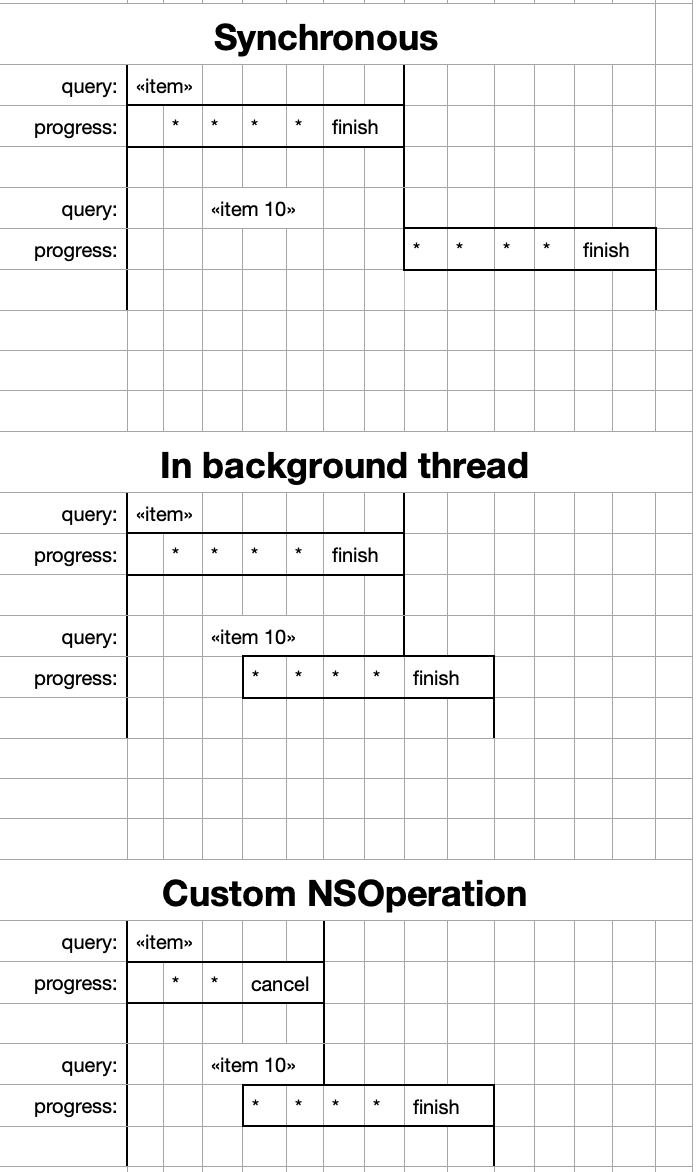 Synchronous
query: «item»
progress: * * * * finish
query: «item 10»
progress: * * * * finish
In background thread
query: «item»
progress: * * * * finish
query: «item 10»
progress: * * * * finish
Custom NSOperation
query: «item»
progress: * * cancel
query: «item 10»
progress: * * * * finish